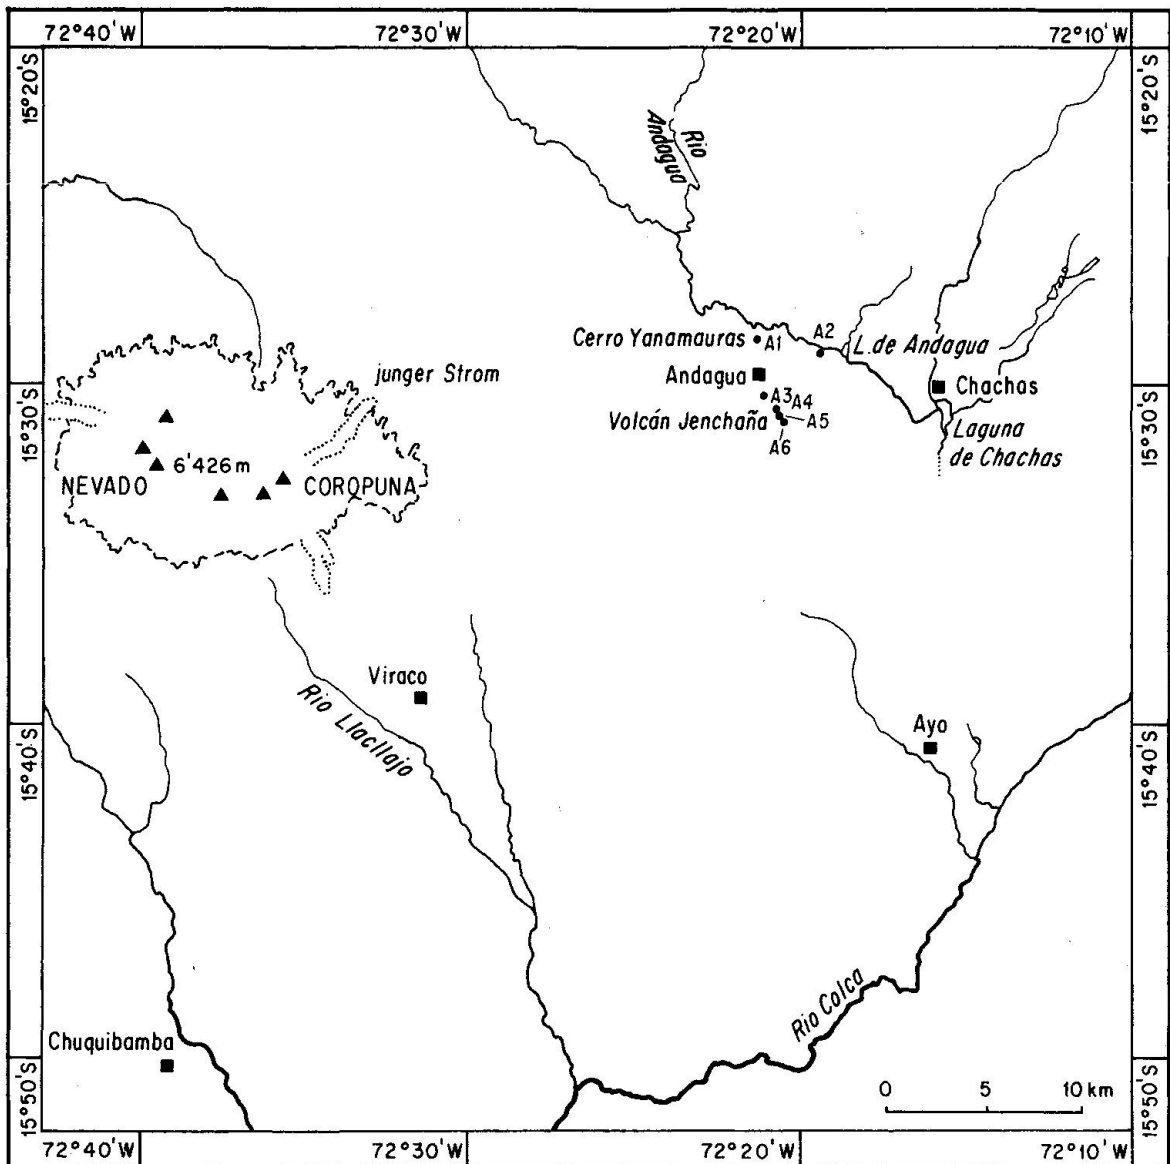 72°40'W
72°30'W
72°20'W
72°10'W
15°20'S
15°20'S
Rio
Andagua
Cerro Yanamauras
A1
A2
L. de Andagua
junger Strom
Andagua
Chachas
A3
A4
Volcán Jenchaña
A5
A6
Laguna
de Chachas
15°30'S
15°30'S
6'426m
NEVADO
COROPUNA
Viraco
Rio Llacllajo
Ayo
15°40'S
15°40'S
Rio Colca
Chuquibamba
0 5 10 km
15°50'S
15°50'S
72°40'W
72°30'W
72°20'W
72°10'W